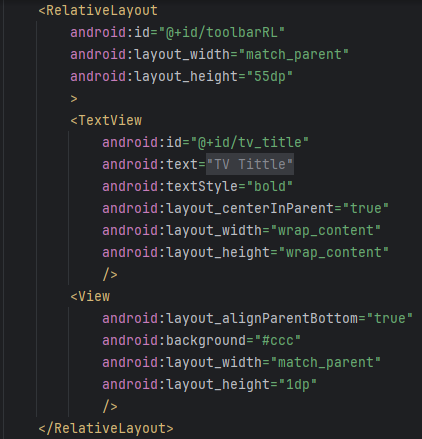 <RelativeLayout
android:id="@+id/toolbarRL"
android:layout_width="match_parent"
android:layout_height="55dp"
>
<TextView
android:id="@+id/tv_title"
android:text="TV Tittle"
android:textStyle="bold"
android:layout_centerInParent="true"
android:layout_width="wrap_content"
android:layout_height="wrap_content"
/>
<View
android:layout_alignParentBottom="true"
android:background="#ccc"
android:layout_width="match_parent"
android:layout_height="1dp"
/>
</RelativeLayout>